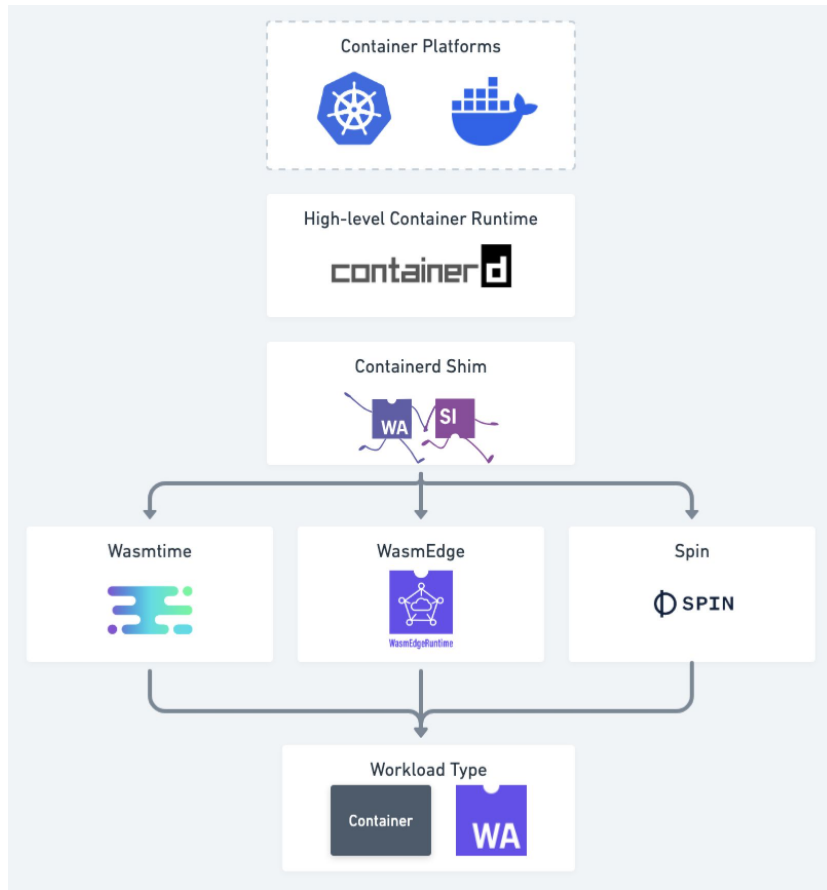 Container Platforms
High-level Container Runtime
containerd
Containerd Shim
WA
SI
Wasmtime
WasmEdge
Spin
WasmEdgeRuntime
SPIN
Workload Type
Container
WA